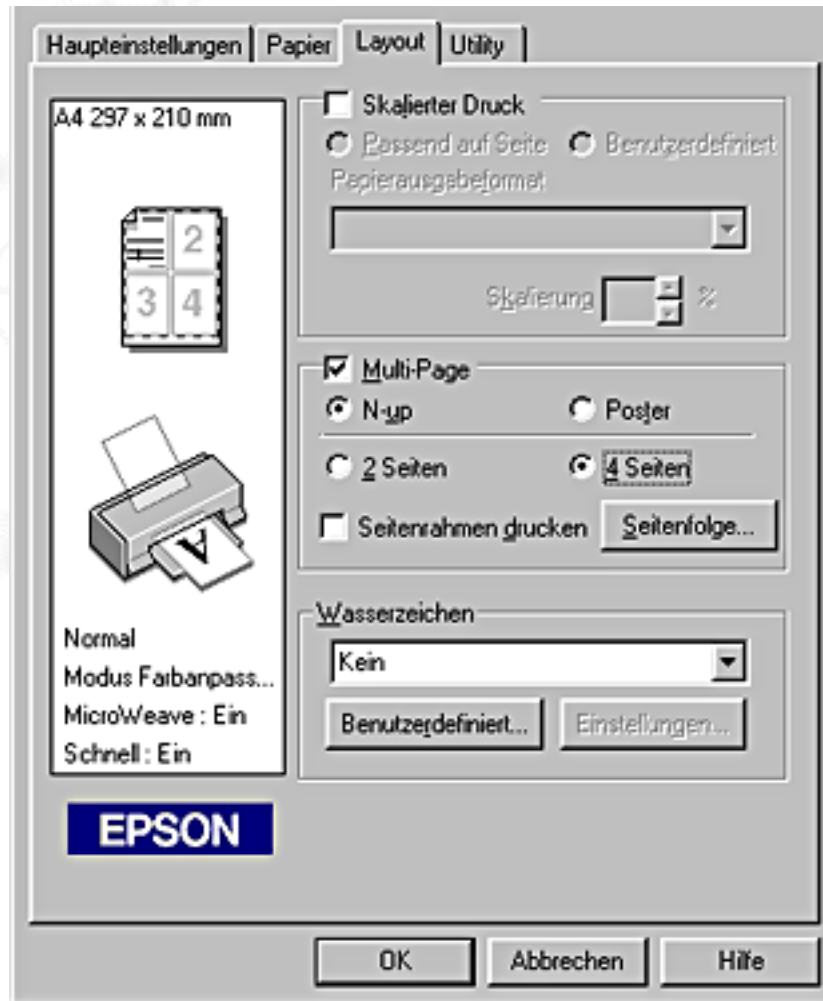 Haupteinstellungen Papier Layout Utility
A4 297 x 210 mm
2
3 4
Normal
Modus Farbanpass...
MicroWeave : Ein
Schnell : Ein
EPSON
Skalierter Druck
Passend auf Seite Benutzerdefiniert
Papierausgabeformat
Skalierung %
Multi-Page
N-up Poster
2 Seiten 4 Seiten
Seitenrahmen drucken Seitenfolge...
Wasserzeichen
Kein
Benutzerdefiniert... Einstellungen...
OK Abbrechen Hilfe